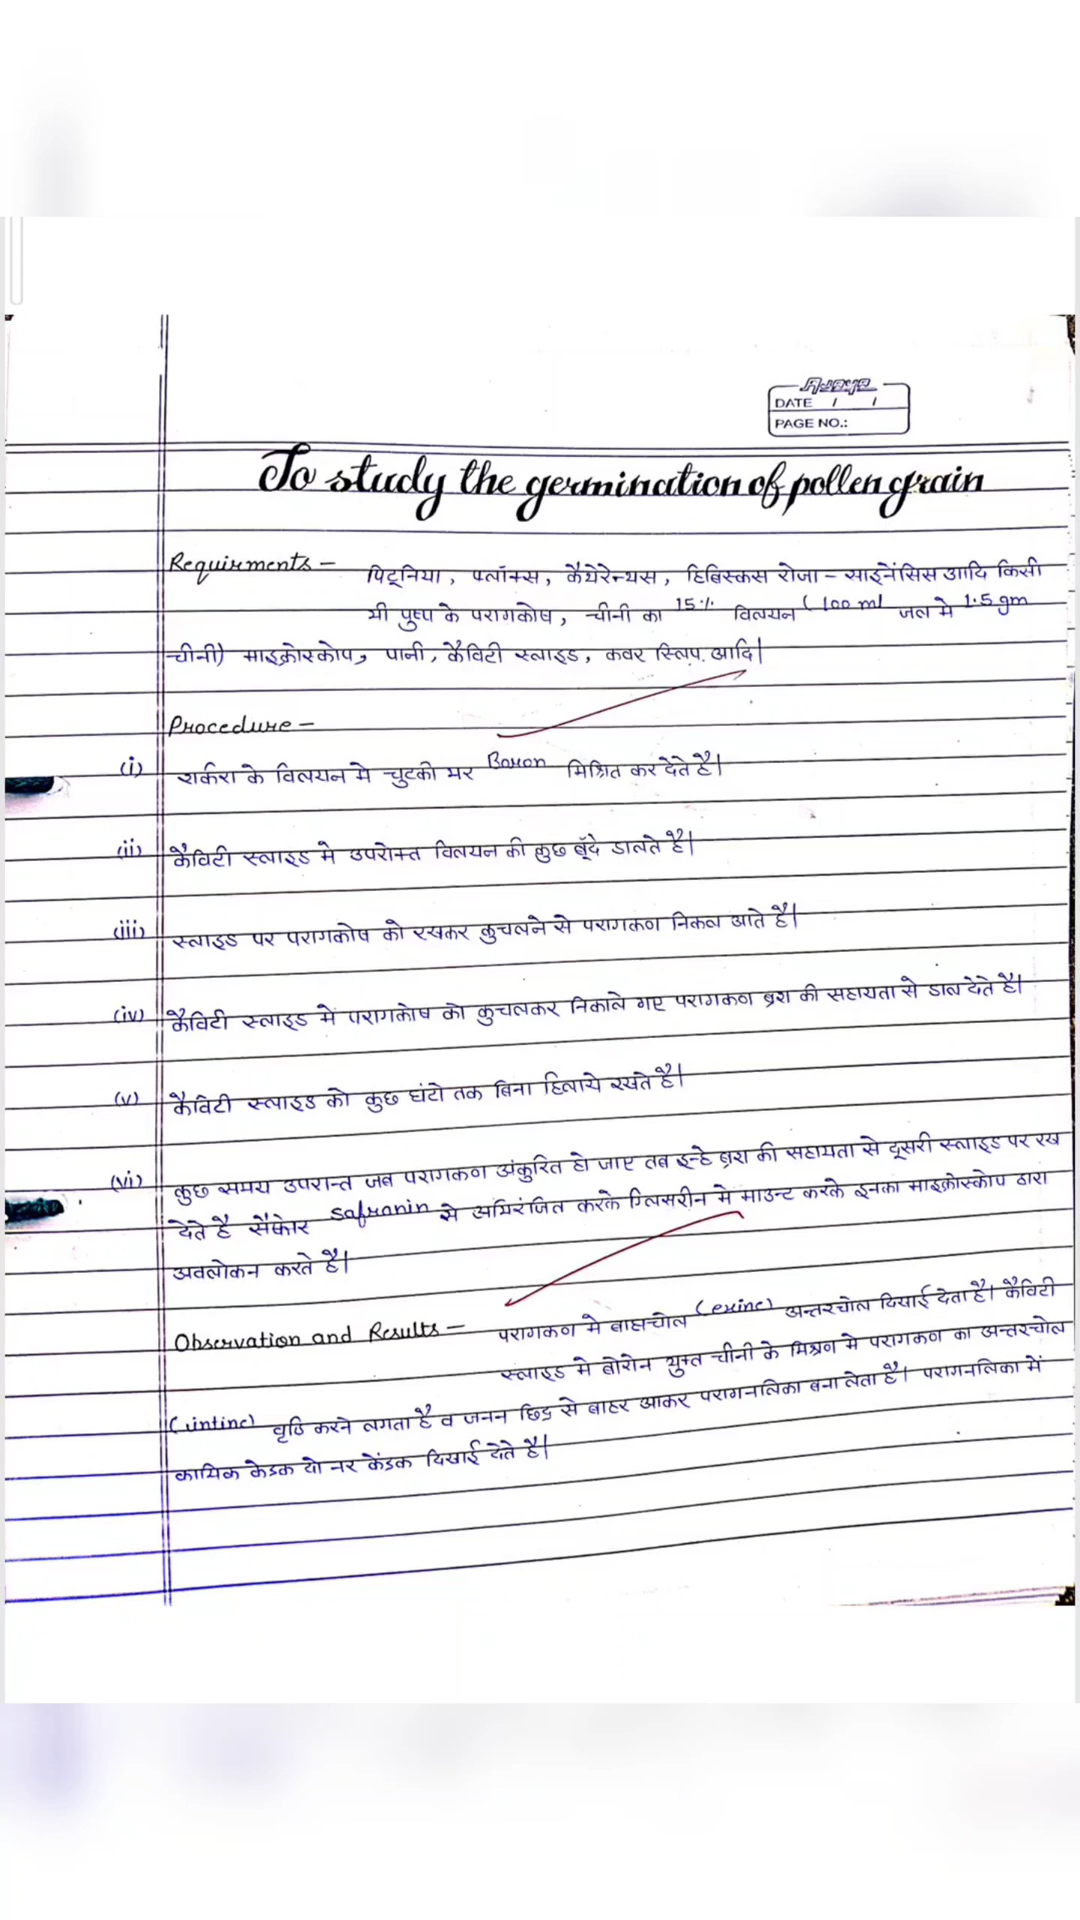 Ajaya
DATE / /
PAGE NO.:
To study the germination of pollen grain
Requirments – पिटूनिया, फ्लॉक्स, कैथेरेन्थस, हिबिस्कस रोजा – साइनेंसिस आदि किसी
भी पुष्प के परागकोष, चीनी का 15% विलयन (100 ml जल मे 1.5 gm
चीनी) माइक्रोस्कोप, पानी, कैविटी स्लाइड, कवर स्लिप आदि।
Procedure –
(i) शर्करा के विलयन मे चुटकी भर Boron मिश्रित कर देते है।
(ii) कैविटी स्लाइड मे उपरोक्त विलयन की कुछ बूँदे डालते है।
(iii) स्लाइड पर परागकोष को रखकर कुचलने से परागकण निकल आते है।
(iv) कैविटी स्लाइड मे परागकोष को कुचलकर निकाले गए परागकण ब्रश की सहायता से डाल देते है।
(v) कैविटी स्लाइड को कुछ घंटो तक बिना हिलाये रखते है।
(vi) कुछ समय उपरान्त जब परागकण अंकुरित हो जाए तब इन्हे ब्रश की सहायता से दूसरी स्लाइड पर रख
देते है सैंफेार safranin से अभिरंजित करके ग्लिसरीन मे माउन्ट करके इनका माइक्रोस्कोप द्वारा
अवलोकन करते है।
Observation and Results – परागकण मे बाह्यचोल (exine) अन्तरचोल दिखाई देता है। कैविटी
स्लाइड मे बोरोन युक्त चीनी के मिश्रण मे परागकण का अन्तरचोल
(intine) वृद्धि करने लगता है व जनन छिद्र से बाहर आकर परागनलिका बना लेता है। परागनलिका में
कायिक केंडक दो नर केंडक दिखाई देते है।